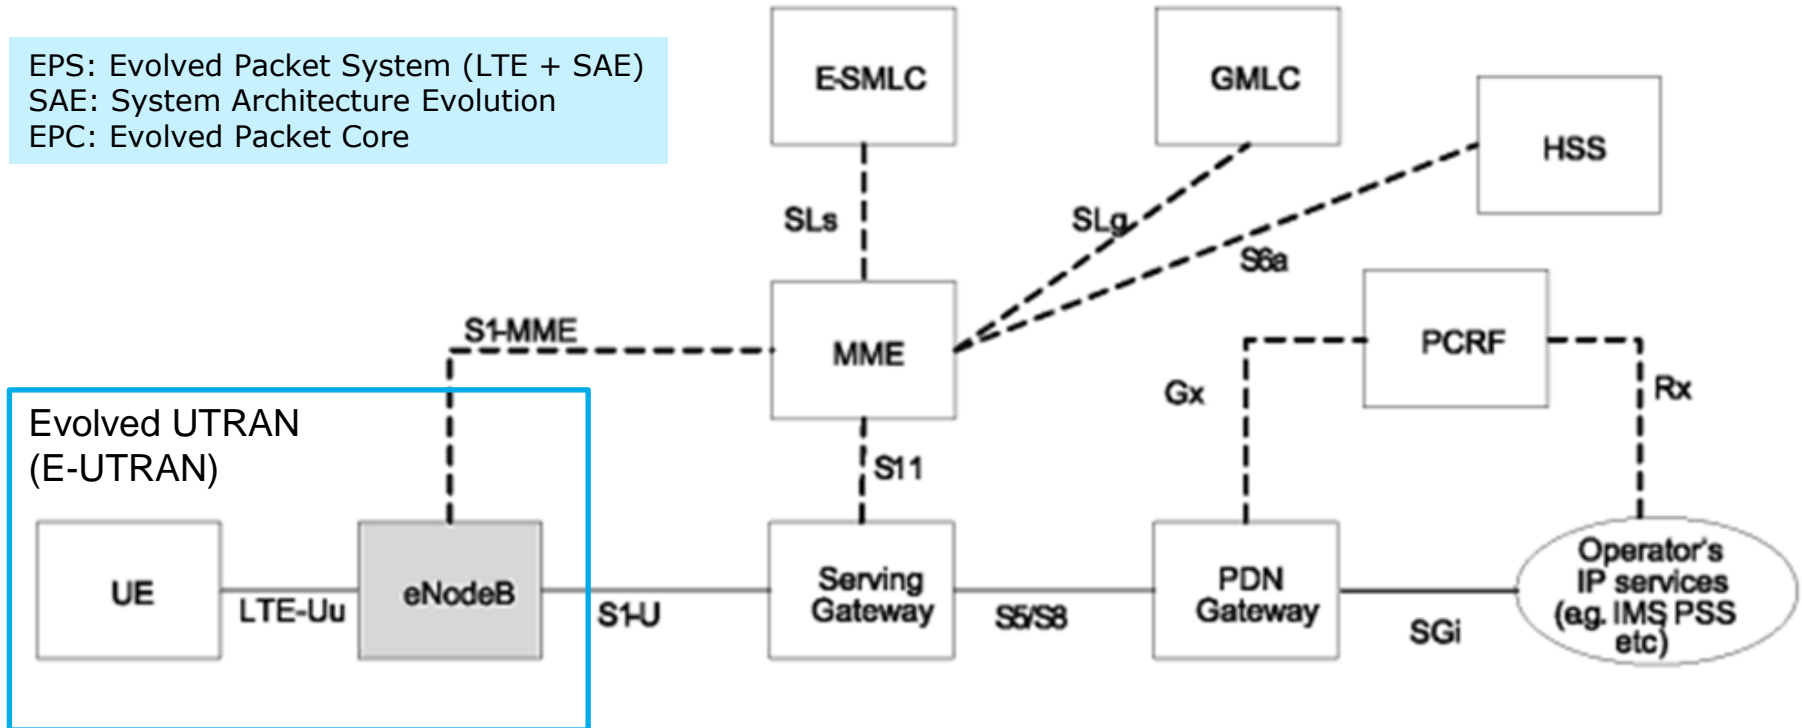 EPS: Evolved Packet System (LTE + SAE)
SAE: System Architecture Evolution
EPC: Evolved Packet Core
E-SMLC
GMLC
HSS
SLs
SLg
S6a
S1-MME
MME
PCRF
Gx
Rx
Evolved UTRAN
(E-UTRAN)
S11
UE
LTE-Uu
eNodeB
S1-U
Serving
Gateway
S5/S8
PDN
Gateway
SGi
Operator's
IP services
(e.g. IMS PSS
etc)